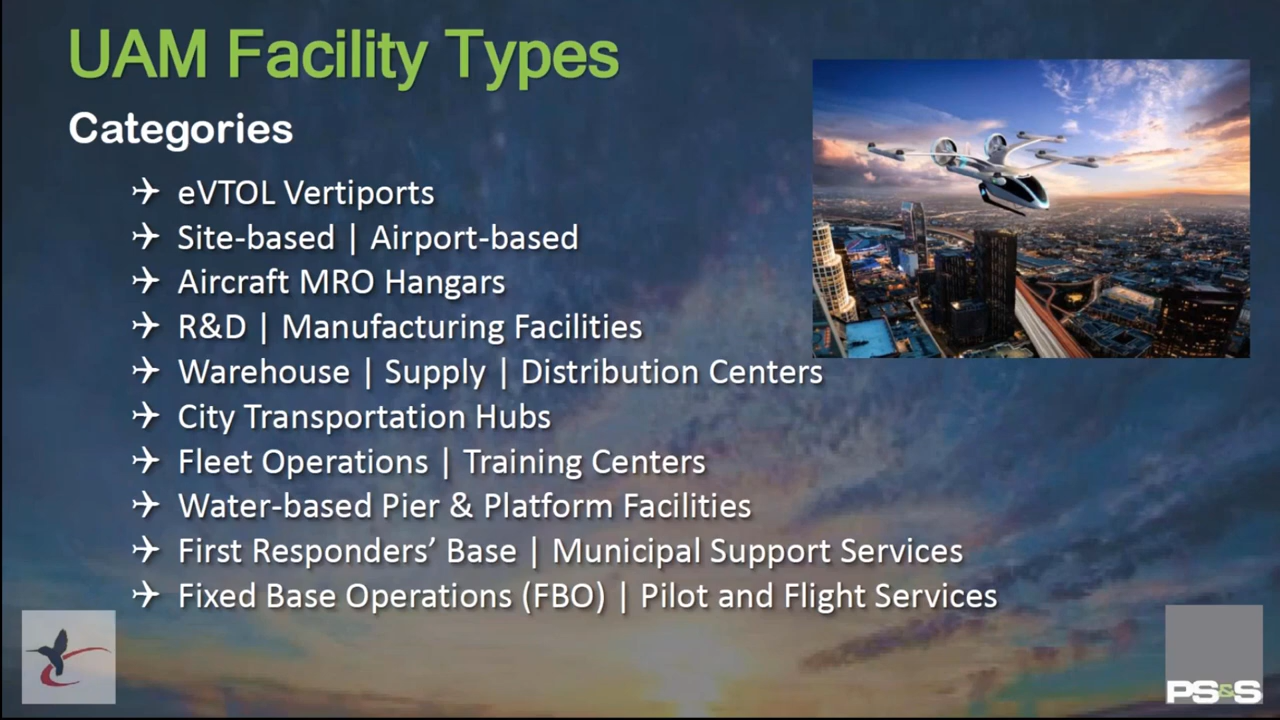 UAM Facility Types
Categories
eVTOL Vertiports
Site-based | Airport-based
Aircraft MRO Hangars
R&D | Manufacturing Facilities
Warehouse | Supply | Distribution Centers
City Transportation Hubs
Fleet Operations | Training Centers
Water-based Pier & Platform Facilities
First Responders’ Base | Municipal Support Services
Fixed Base Operations (FBO) | Pilot and Flight Services
PS&S